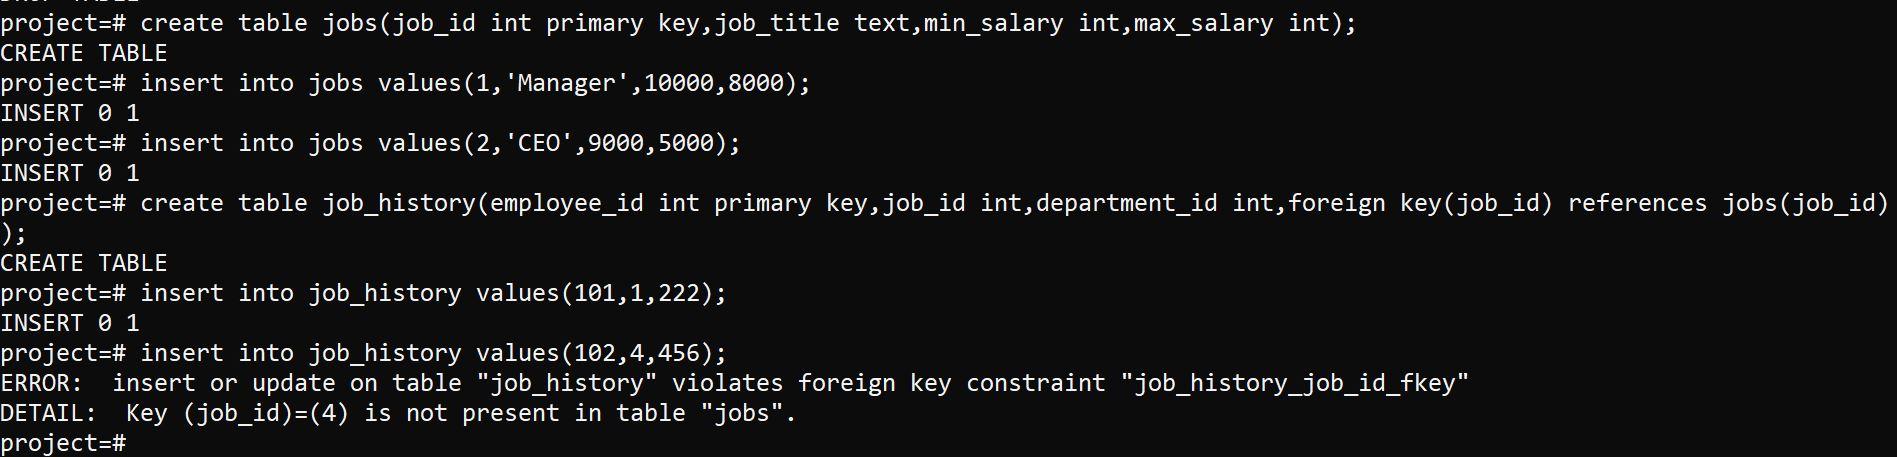 project=# create table jobs(job_id int primary key,job_title text,min_salary int,max_salary int);
CREATE TABLE
project=# insert into jobs values(1,'Manager',10000,8000);
INSERT 0 1
project=# insert into jobs values(2,'CEO',9000,5000);
INSERT 0 1
project=# create table job_history(employee_id int primary key,job_id int,department_id int,foreign key(job_id) references jobs(job_id)
);
CREATE TABLE
project=# insert into job_history values(101,1,222);
INSERT 0 1
project=# insert into job_history values(102,4,456);
ERROR:  insert or update on table "job_history" violates foreign key constraint "job_history_job_id_fkey"
DETAIL:  Key (job_id)=(4) is not present in table "jobs".
project=#